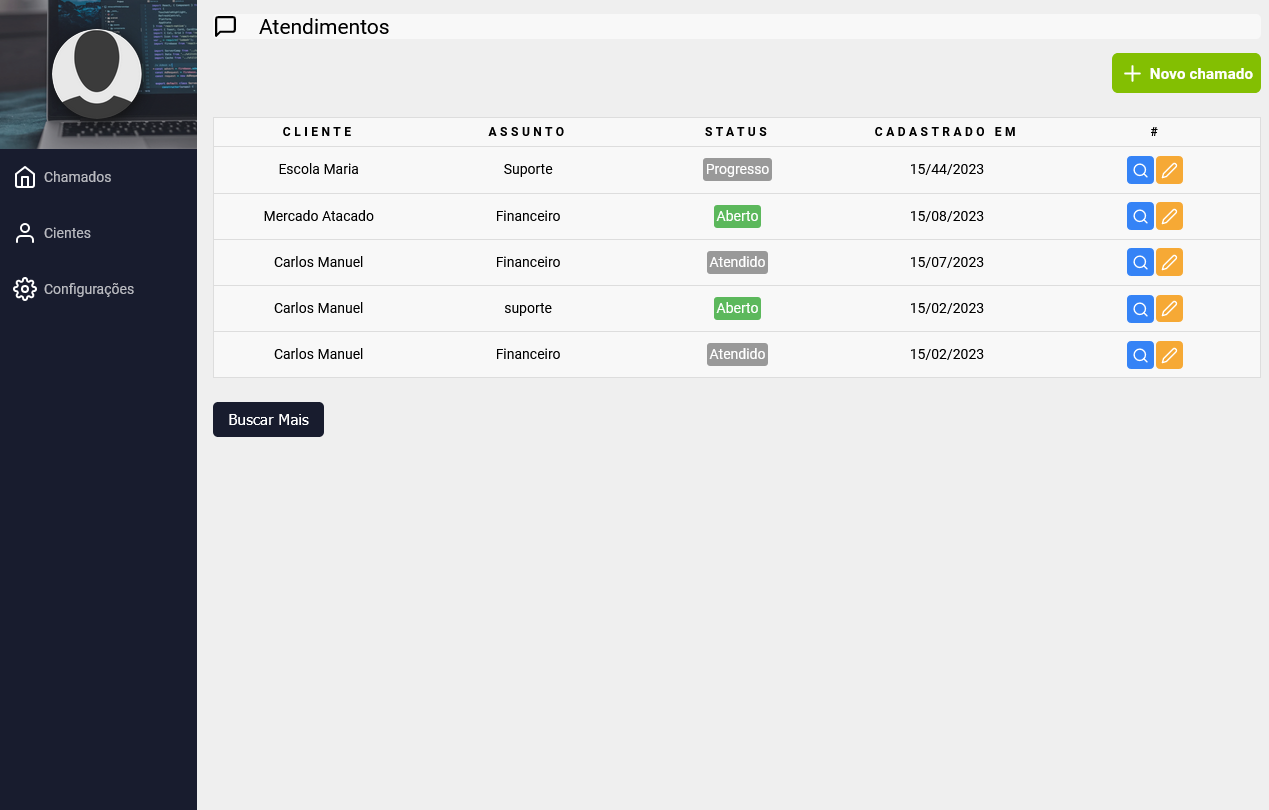 Atendimentos
Novo chamado
Chamados
Cientes
Configurações
CLIENTE ASSUNTO STATUS CADASTRADO EM #
Escola Maria Suporte Progresso 15/44/2023
Mercado Atacado Financeiro Aberto 15/08/2023
Carlos Manuel Financeiro Atendido 15/07/2023
Carlos Manuel suporte Aberto 15/02/2023
Carlos Manuel Financeiro Atendido 15/02/2023
Buscar Mais